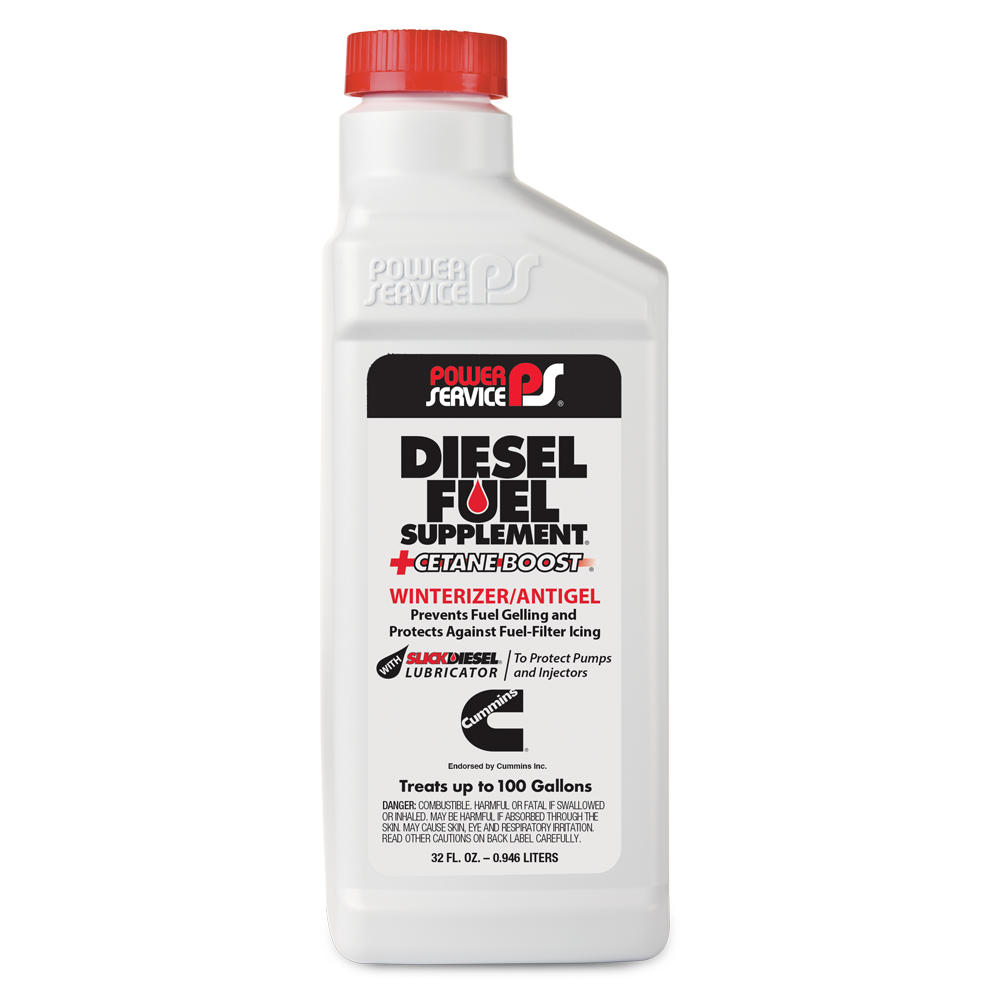 POWER
SERVICE PS
POWER
SERVICE PS®
DIESEL
FUEL
SUPPLEMENT®
+CETANE BOOST®
WINTERIZER/ANTIGEL
Prevents Fuel Gelling and
Protects Against Fuel-Filter Icing
WITH SLICKDIESEL® To Protect Pumps
LUBRICATOR and Injectors
Cummins
Endorsed by Cummins Inc.
Treats up to 100 Gallons
DANGER: COMBUSTIBLE. HARMFUL OR FATAL IF SWALLOWED
OR INHALED. MAY BE HARMFUL IF ABSORBED THROUGH THE
SKIN. MAY CAUSE SKIN, EYE AND RESPIRATORY IRRITATION.
READ OTHER CAUTIONS ON BACK LABEL CAREFULLY.
32 FL. OZ. – 0.946 LITERS